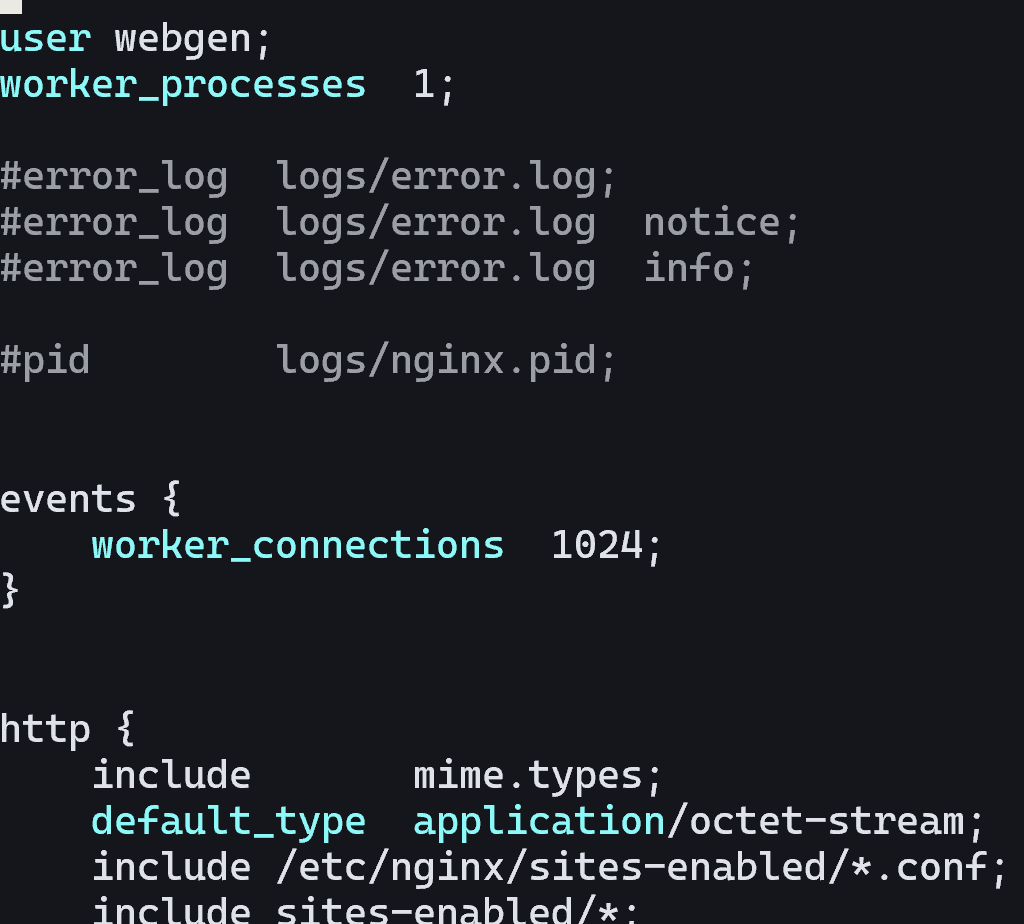 user webgen;
worker_processes  1;
#error_log  logs/error.log;
#error_log  logs/error.log  notice;
#error_log  logs/error.log  info;
#pid        logs/nginx.pid;
events {
    worker_connections  1024;
}
http {
    include       mime.types;
    default_type  application/octet-stream;
    include /etc/nginx/sites-enabled/*.conf;
    include sites-enabled/*;